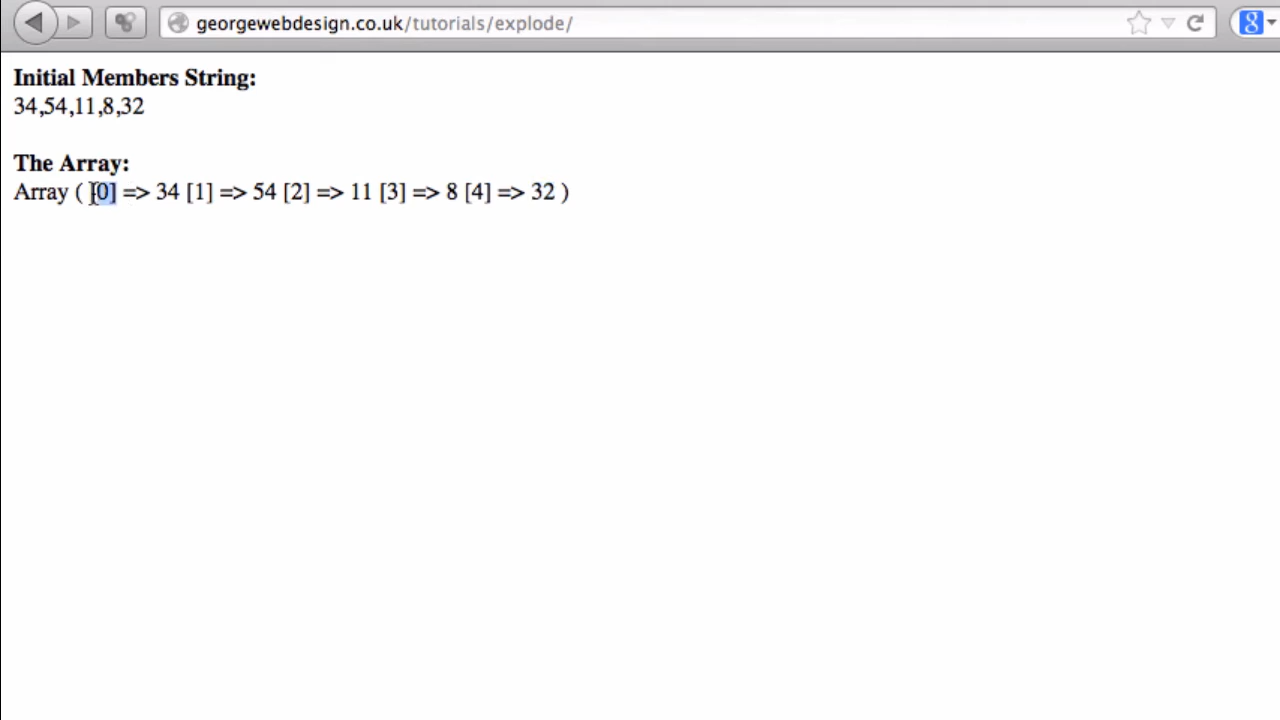 georgewebdesign.co.uk/tutorials/explode/
8
Initial Members String:
34,54,11,8,32
The Array:
Array ( [0] => 34 [1] => 54 [2] => 11 [3] => 8 [4] => 32 )